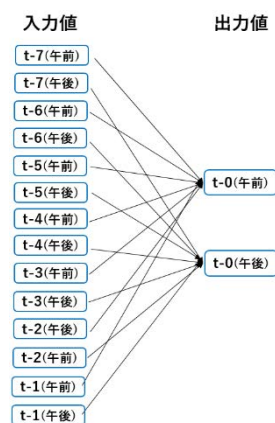 入力値
出力値
t-7(午前)
t-7(午後)
t-6(午前)
t-6(午後)
t-5(午前)
t-5(午後)
t-4(午前)
t-4(午後)
t-3(午前)
t-3(午後)
t-2(午後)
t-2(午前)
t-1(午前)
t-1(午後)
t-0(午前)
t-0(午後)